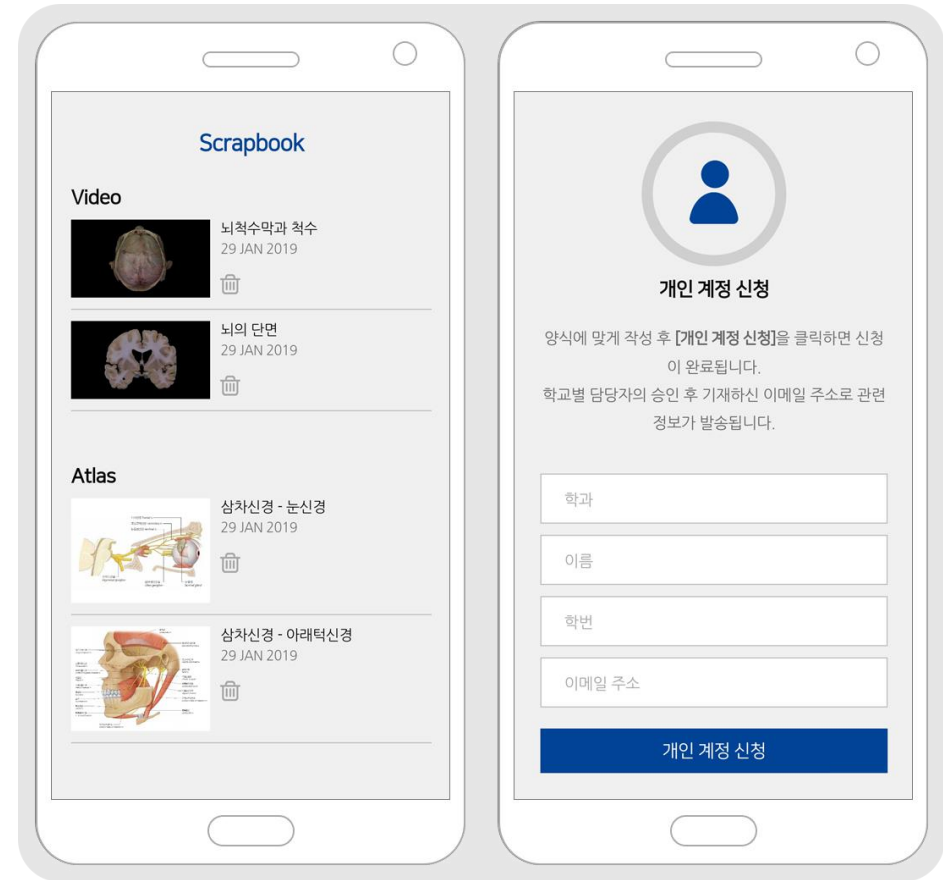 Scrapbook
Video
뇌척수막과 척수
29 JAN 2019
뇌의 단면
29 JAN 2019
Atlas
삼차신경 - 눈신경
29 JAN 2019
삼차신경 - 아래턱신경
29 JAN 2019
개인 계정 신청
양식에 맞게 작성 후 [개인 계정 신청]을 클릭하면 신청
이 완료됩니다.
학교별 담당자의 승인 후 기재하신 이메일 주소로 관련
정보가 발송됩니다.
학과
이름
학번
이메일 주소
개인 계정 신청